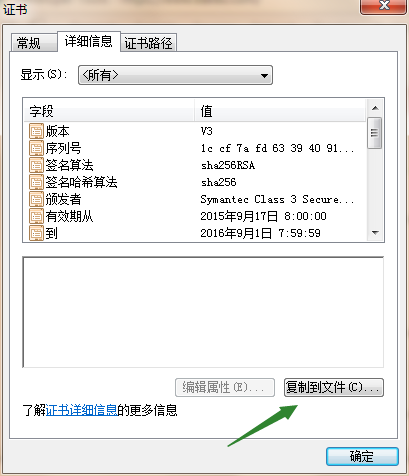 证书
常规 详细信息 证书路径
显示(S): <所有>
字段 值
版本 V3
序列号 1c cf 7a fd 63 39 40 91...
签名算法 sha256RSA
签名哈希算法 sha256
颁发者 Symantec Class 3 Secure...
有效期从 2015年9月17日 8:00:00
到 2016年9月1日 7:59:59
编辑属性(E)... 复制到文件(C)...
了解证书详细信息的更多信息
确定